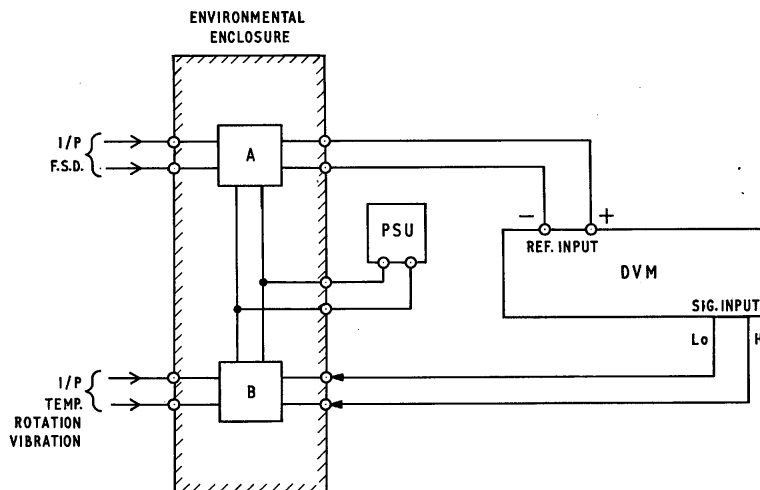 ENVIRONMENTAL
ENCLOSURE
I/P
F.S.D.
A
PSU
− +
REF. INPUT
DVM
SIG. INPUT
Lo
I/P
TEMP.
ROTATION
VIBRATION
B